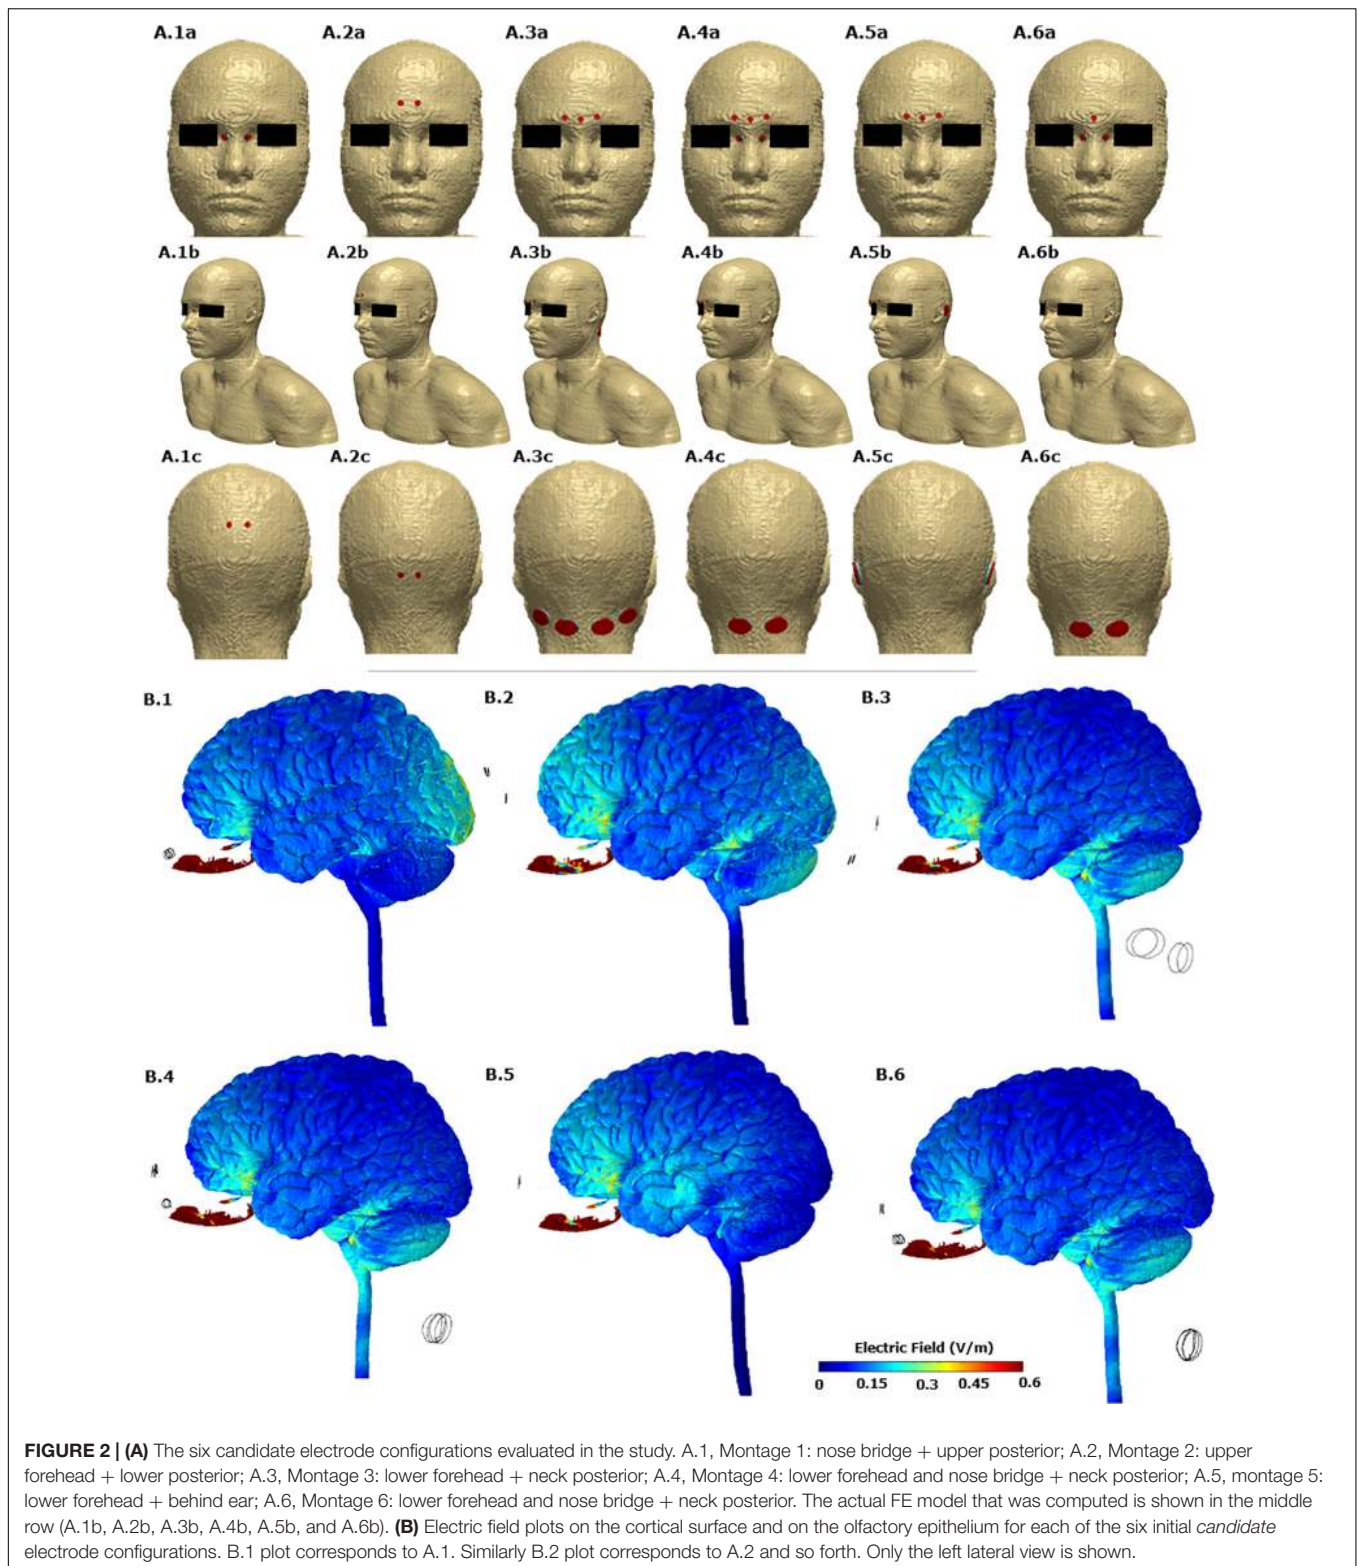 A.1a A.2a A.3a A.4a A.5a A.6a
A.1b A.2b A.3b A.4b A.5b A.6b
A.1c A.2c A.3c A.4c A.5c A.6c
B.1 B.2 B.3
B.4 B.5 B.6
Electric Field (V/m)
0 0.15 0.3 0.45 0.6
FIGURE 2 | (A) The six candidate electrode configurations evaluated in the study. A.1, Montage 1: nose bridge + upper posterior; A.2, Montage 2: upper
forehead + lower posterior; A.3, Montage 3: lower forehead + neck posterior; A.4, Montage 4: lower forehead and nose bridge + neck posterior; A.5, montage 5:
lower forehead + behind ear; A.6, Montage 6: lower forehead and nose bridge + neck posterior. The actual FE model that was computed is shown in the middle
row (A.1b, A.2b, A.3b, A.4b, A.5b, and A.6b). (B) Electric field plots on the cortical surface and on the olfactory epithelium for each of the six initial candidate
electrode configurations. B.1 plot corresponds to A.1. Similarly B.2 plot corresponds to A.2 and so forth. Only the left lateral view is shown.